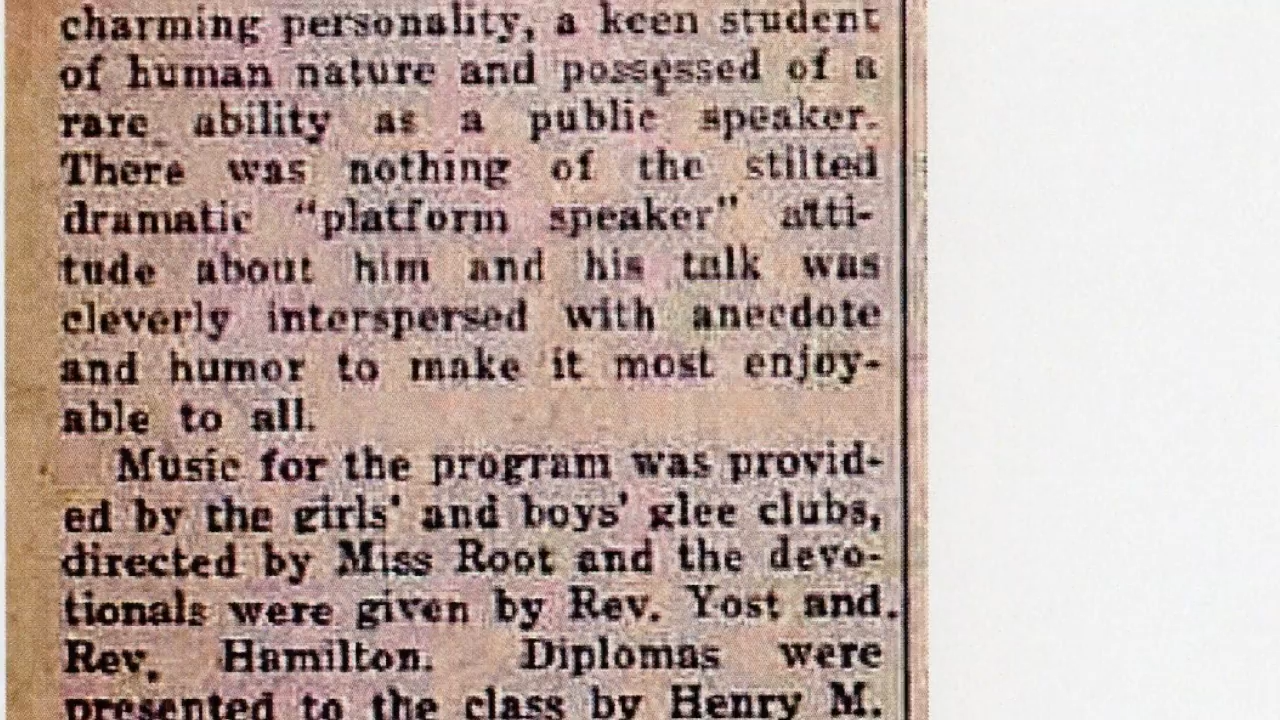 charming personality, a keen student
of human nature and possessed of a
rare ability as a public speaker.
There was nothing of the stilted
dramatic "platform speaker" atti-
tude about him and his talk was
cleverly interspersed with anecdote
and humor to make it most enjoy-
able to all.
Music for the program was provid-
ed by the girls' and boys' glee clubs,
directed by Miss Root and the devo-
tionals were given by Rev. Yost and.
Rev. Hamilton. Diplomas were
presented to the class by Henry M.